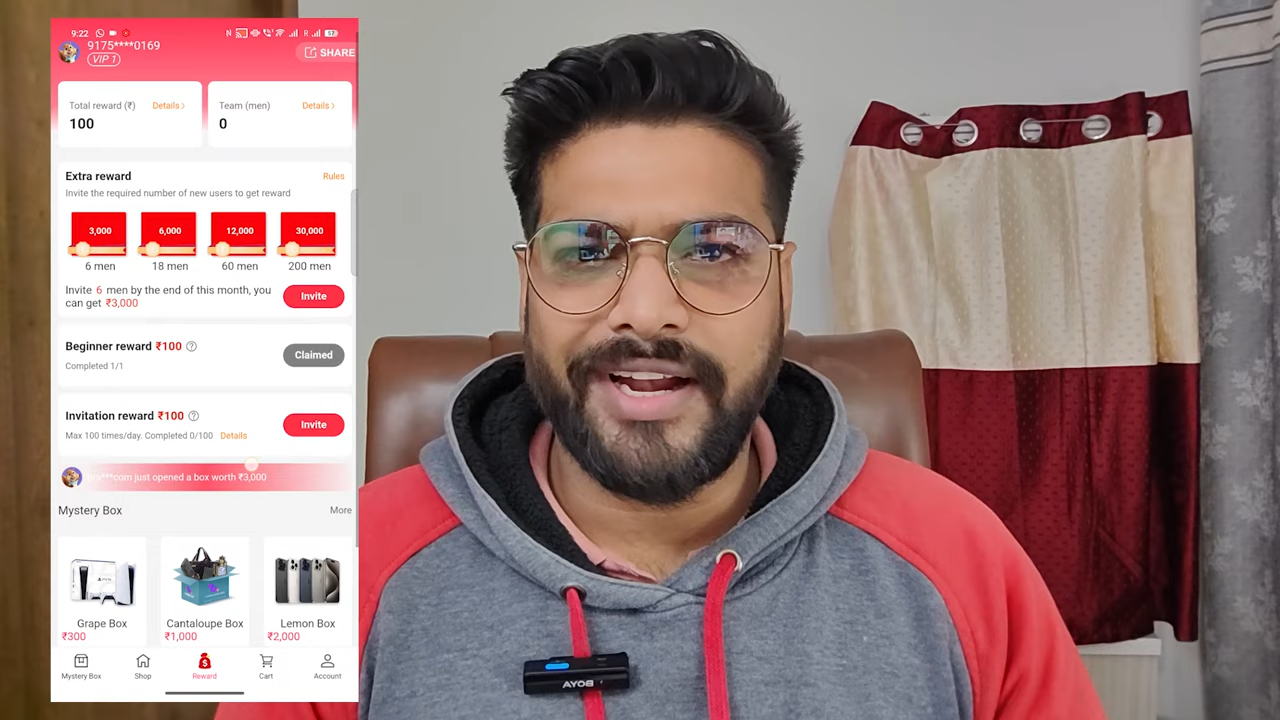 9:22
57
9175****0169
VIP 1
SHARE
Total reward (₹)
Details
100
Team (men)
Details
0
Extra reward
Rules
Invite the required number of new users to get reward
3,000
6,000
12,000
30,000
6 men
18 men
60 men
200 men
Invite 6 men by the end of this month, you
can get ₹3,000
Invite
Beginner reward ₹100
Claimed
Completed 1/1
Invitation reward ₹100
Invite
Max 100 times/day. Completed 0/100 Details
***com just opened a box worth ₹3,000
Mystery Box
More
Grape Box
₹300
Cantaloupe Box
₹1,000
Lemon Box
₹2,000
Mystery Box
Shop
Reward
Cart
Account
BOYA